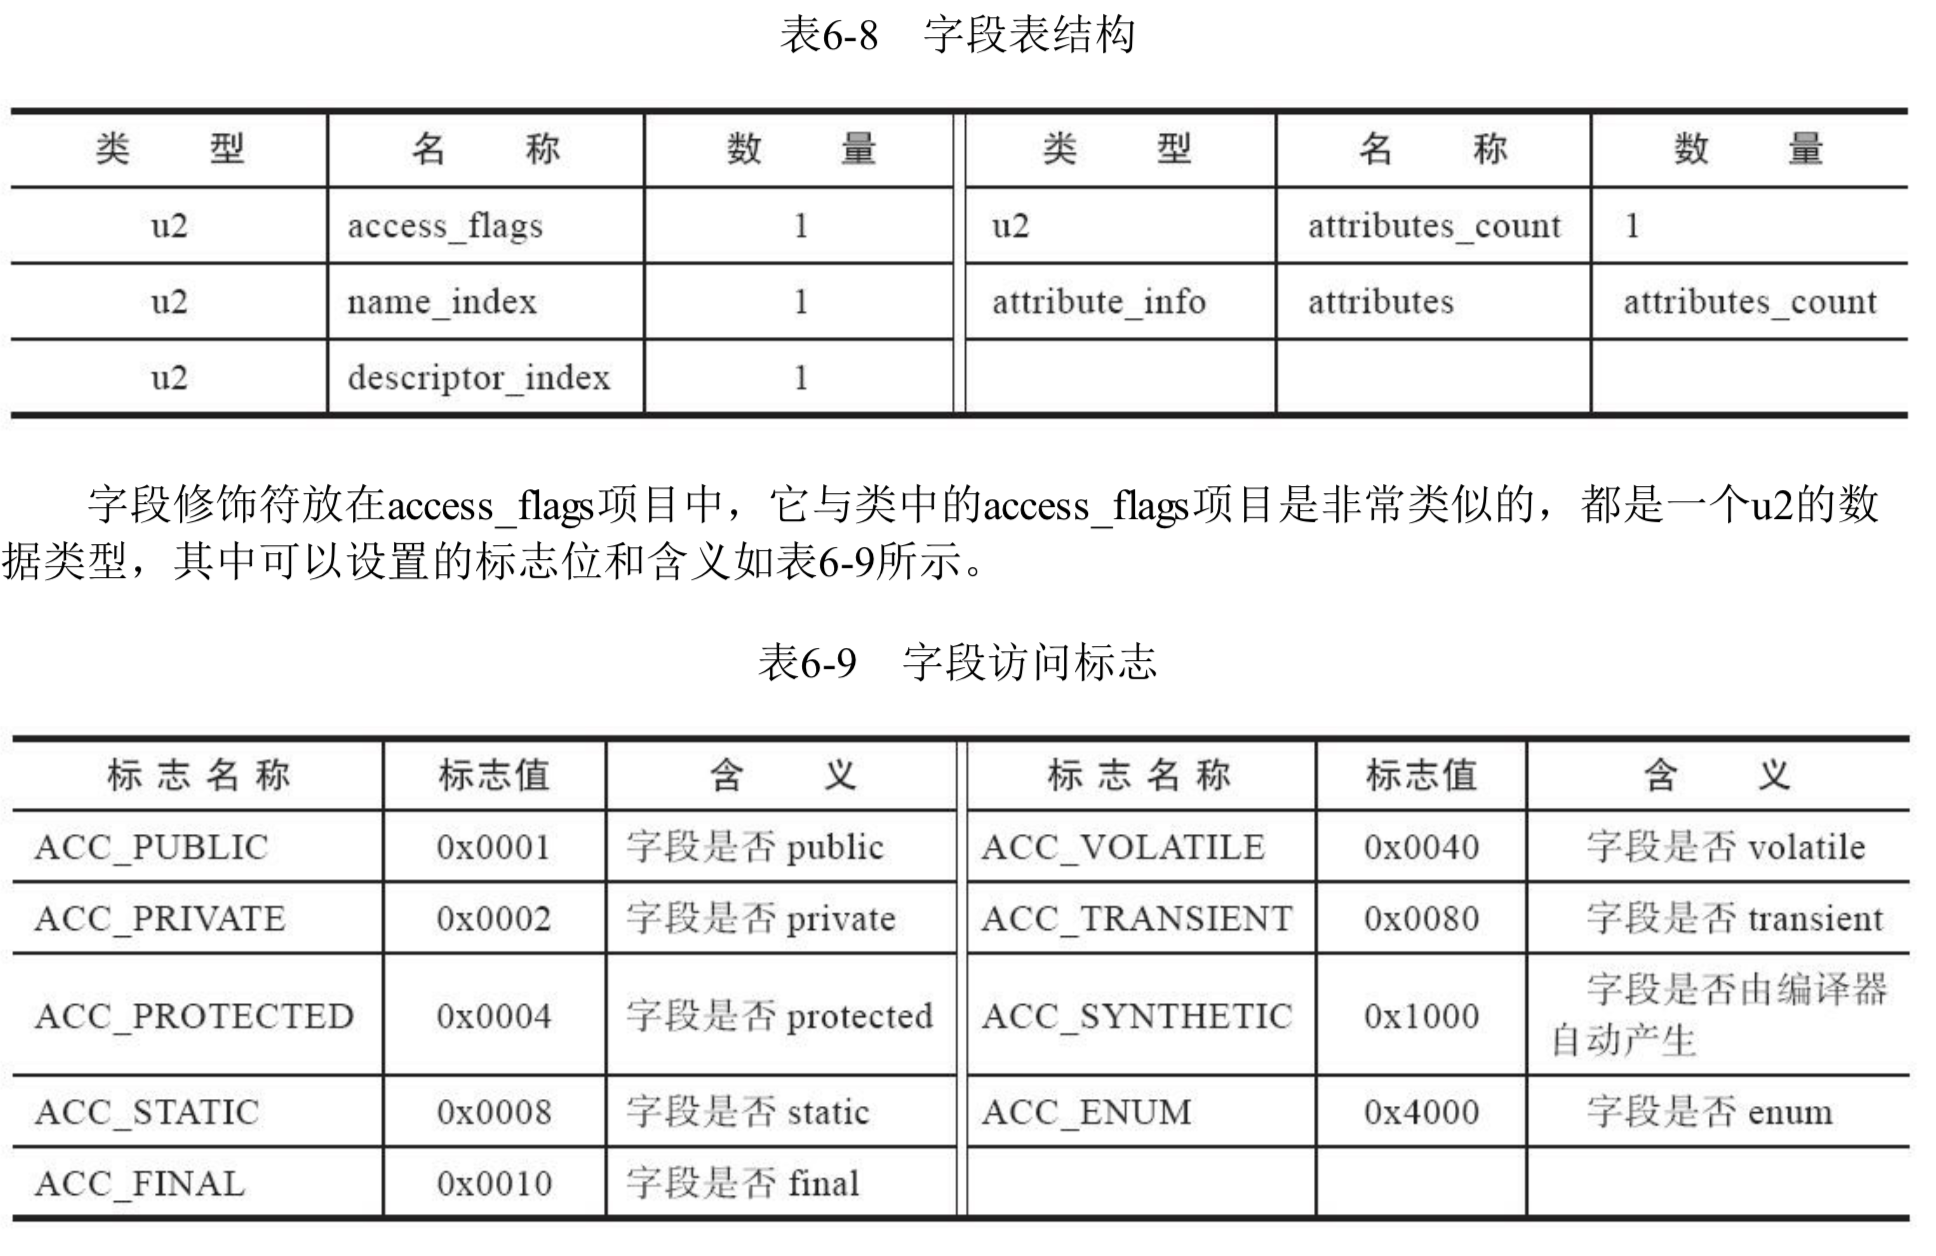 表6-8 字段表结构
类 型 名 称 数 量 类 型 名 称 数 量
u2 access_flags 1 u2 attributes_count 1
u2 name_index 1 attribute_info attributes attributes_count
u2 descriptor_index 1
字段修饰符放在access_flags项目中，它与类中的access_flags项目是非常类似的，都是一个u2的数
据类型，其中可以设置的标志位和含义如表6-9所示。
表6-9 字段访问标志
标 志 名 称 标志值 含 义 标 志 名 称 标志值 含 义
ACC_PUBLIC 0x0001 字段是否 public ACC_VOLATILE 0x0040 字段是否 volatile
ACC_PRIVATE 0x0002 字段是否 private ACC_TRANSIENT 0x0080 字段是否 transient
ACC_PROTECTED 0x0004 字段是否 protected ACC_SYNTHETIC 0x1000 字段是否由编译器
自动产生
ACC_STATIC 0x0008 字段是否 static ACC_ENUM 0x4000 字段是否 enum
ACC_FINAL 0x0010 字段是否 final